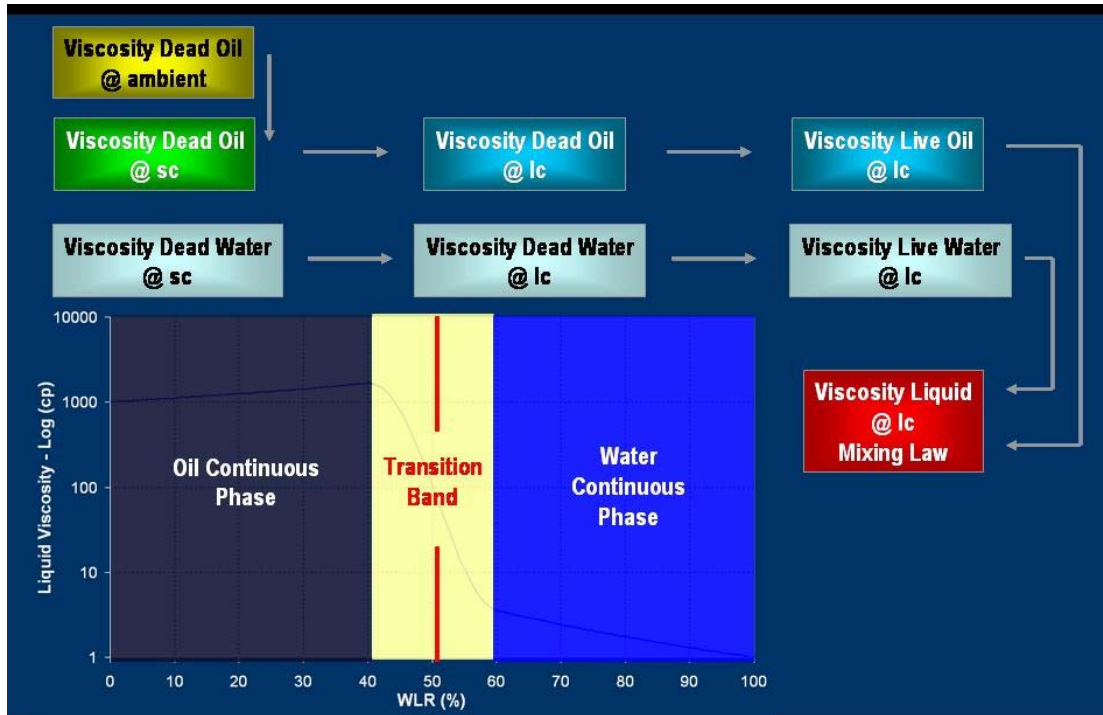 Viscosity Dead Oil
@ ambient
Viscosity Dead Oil
@ sc
Viscosity Dead Oil
@ lc
Viscosity Live Oil
@ lc
Viscosity Dead Water
@ sc
Viscosity Dead Water
@ lc
Viscosity Live Water
@ lc
Viscosity Liquid
@ lc
Mixing Law
Liquid Viscosity - Log (cp)
10000
1000
100
10
1
Oil Continuous
Phase
Transition
Band
Water
Continuous
Phase
0 10 20 30 40 50 60 70 80 90 100
WLR (%)